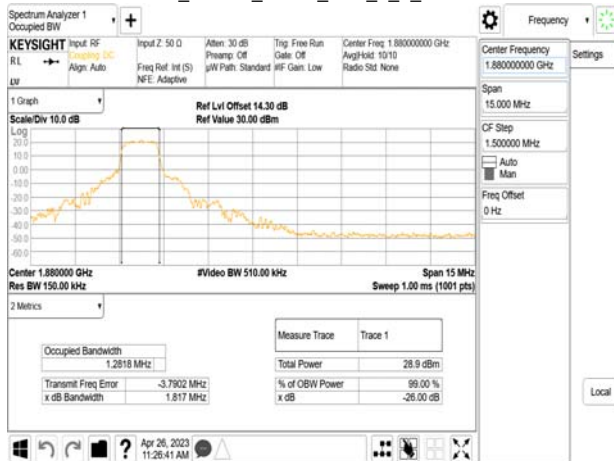 Spectrum Analyzer 1
Occupied BW
KEYSIGHT
RL
Input: RF
Coupling: DC
Align: Auto
Input Z: 50 Ω
Freq Ref: Int (S)
NFE: Adaptive
Atten: 30 dB
Preamp: Off
µW Path: Standard
Trig: Free Run
Gate: Off
#IF Gain: Low
Center Freq: 1.880000000 GHz
Avg|Hold: 10/10
Radio Std: None
1 Graph
Scale/Div 10.0 dB
Ref Lvl Offset 14.30 dB
Ref Value 30.00 dBm
Log
20.0
10.0
0.00
-10.0
-20.0
-30.0
-40.0
-50.0
-60.0
Center 1.880000 GHz
Res BW 150.00 kHz
#Video BW 510.00 kHz
Span 15 MHz
Sweep 1.00 ms (1001 pts)
2 Metrics
Occupied Bandwidth
1.2818 MHz
Transmit Freq Error -3.7902 MHz
x dB Bandwidth 1.817 MHz
Measure Trace Trace 1
Total Power 28.9 dBm
% of OBW Power 99.00 %
x dB -26.00 dB
Apr 26, 2023
11:26:41 AM
Frequency
Center Frequency
1.880000000 GHz
Span
15.000 MHz
CF Step
1.500000 MHz
Auto
Man
Freq Offset
0 Hz
Settings
Local